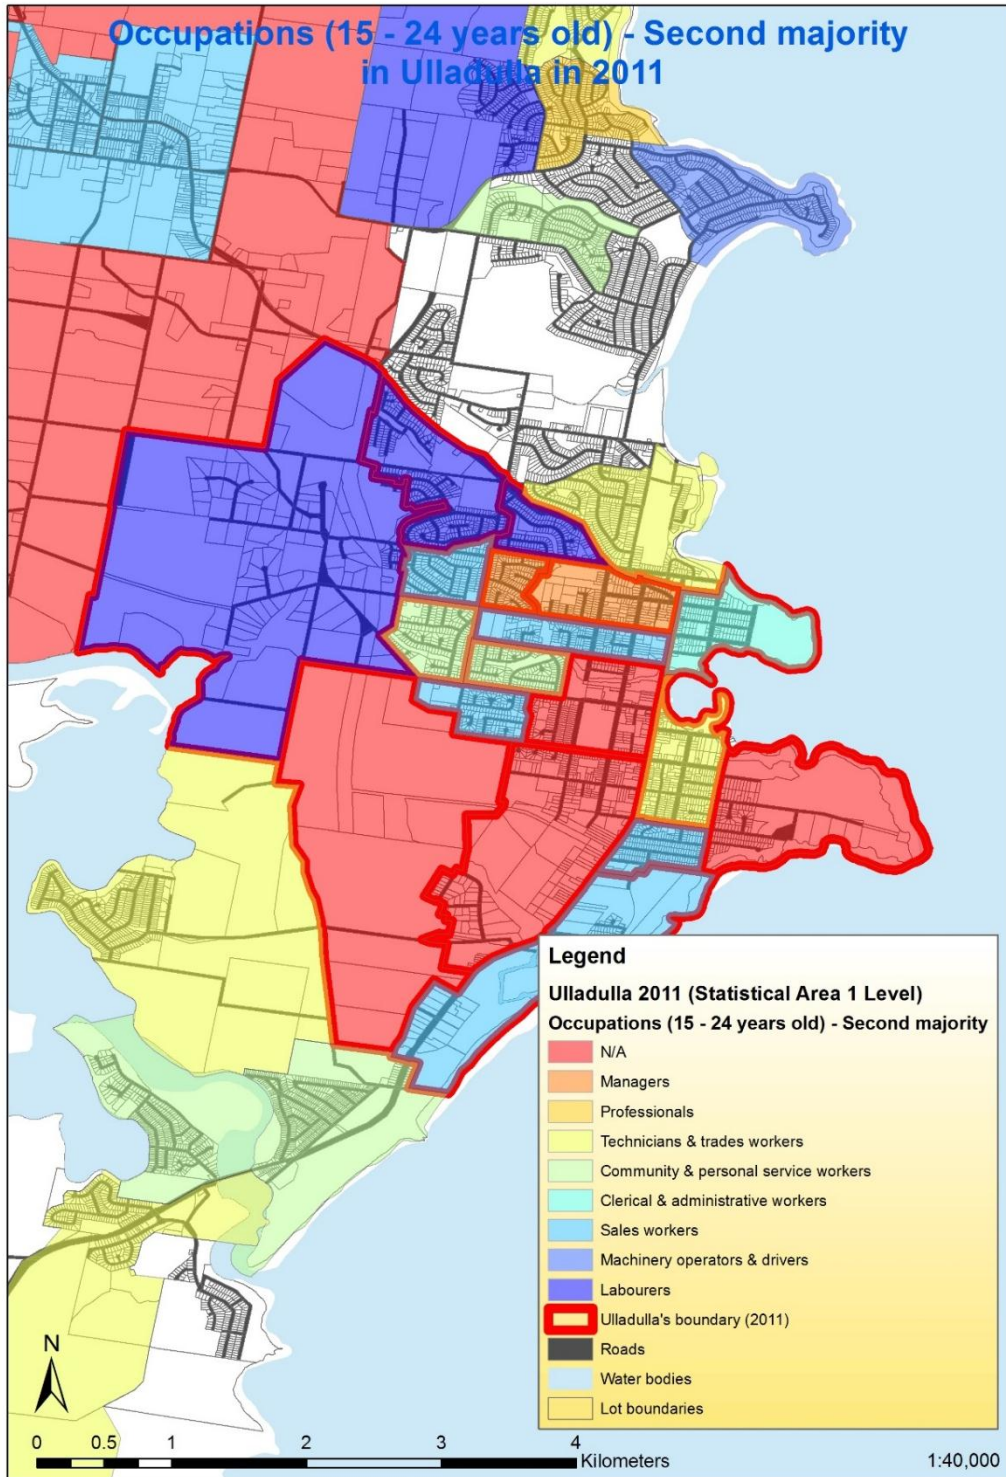 Occupations (15 - 24 years old) - Second majority
in Ulladulla in 2011
Legend
Ulladulla 2011 (Statistical Area 1 Level)
Occupations (15 - 24 years old) - Second majority
N/A
Managers
Professionals
Technicians & trades workers
Community & personal service workers
Clerical & administrative workers
Sales workers
Machinery operators & drivers
Labourers
Ulladulla's boundary (2011)
Roads
Water bodies
Lot boundaries
N
0 0.5 1 2 3 4
Kilometers
1:40,000